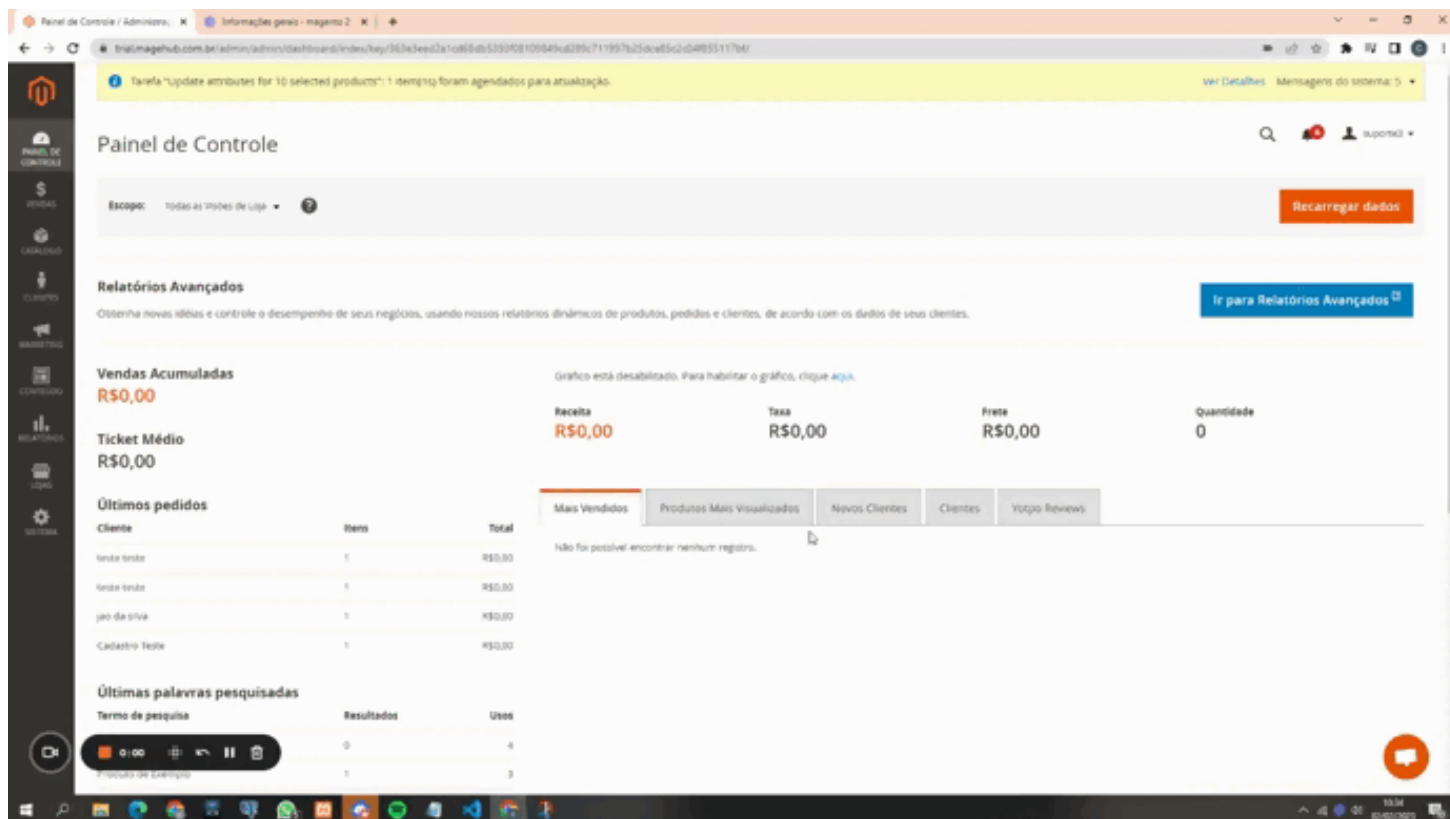 Painel de Controle / Administra
Informações gerais - magento 2
Tarefa "Update attributes for 10 selected products": 1 item(ns) foram agendados para atualização.
Ver Detalhes
Mensagens do sistema: 5
PAINEL DE CONTROLE
VENDAS
CATÁLOGO
CLIENTES
MARKETING
CONTEÚDO
RELATÓRIOS
LOJAS
SISTEMA
Painel de Controle
Escopo: Todas as Visões de Loja
Recarregar dados
Relatórios Avançados
Obtenha novas idéias e controle o desempenho de seus negócios, usando nossos relatórios dinâmicos de produtos, pedidos e clientes, de acordo com os dados de seus clientes.
Ir para Relatórios Avançados
Vendas Acumuladas
R$0,00
Ticket Médio
R$0,00
Gráfico está desabilitado. Para habilitar o gráfico, clique aqui.
Receita Taxa Frete Quantidade
R$0,00 R$0,00 R$0,00 0
Últimos pedidos
Cliente Itens Total
teste teste 1 R$0,00
teste teste 1 R$0,00
jao da silva 1 R$0,00
Cadastro Teste 1 R$0,00
Mais Vendidos
Produtos Mais Visualizados
Novos Clientes
Clientes
Yotpo Reviews
Não foi possível encontrar nenhum registro.
Últimas palavras pesquisadas
Termo de pesquisa Resultados Usos
0 4
Produto de Exemplo 1 3
0:00
10:34